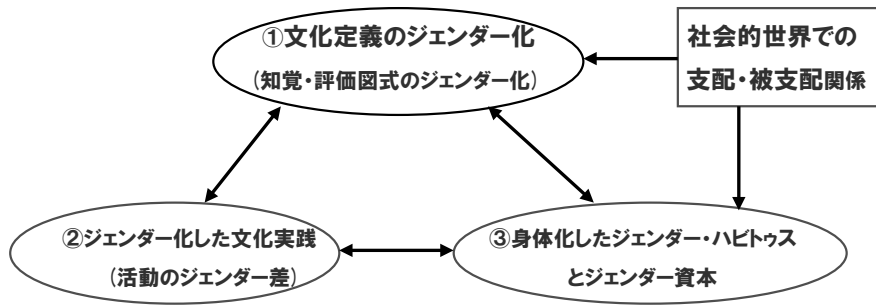 ①文化定義のジェンダー化
(知覚・評価図式のジェンダー化)
社会的世界での
支配・被支配関係
②ジェンダー化した文化実践
(活動のジェンダー差)
③身体化したジェンダー・ハビトゥス
とジェンダー資本